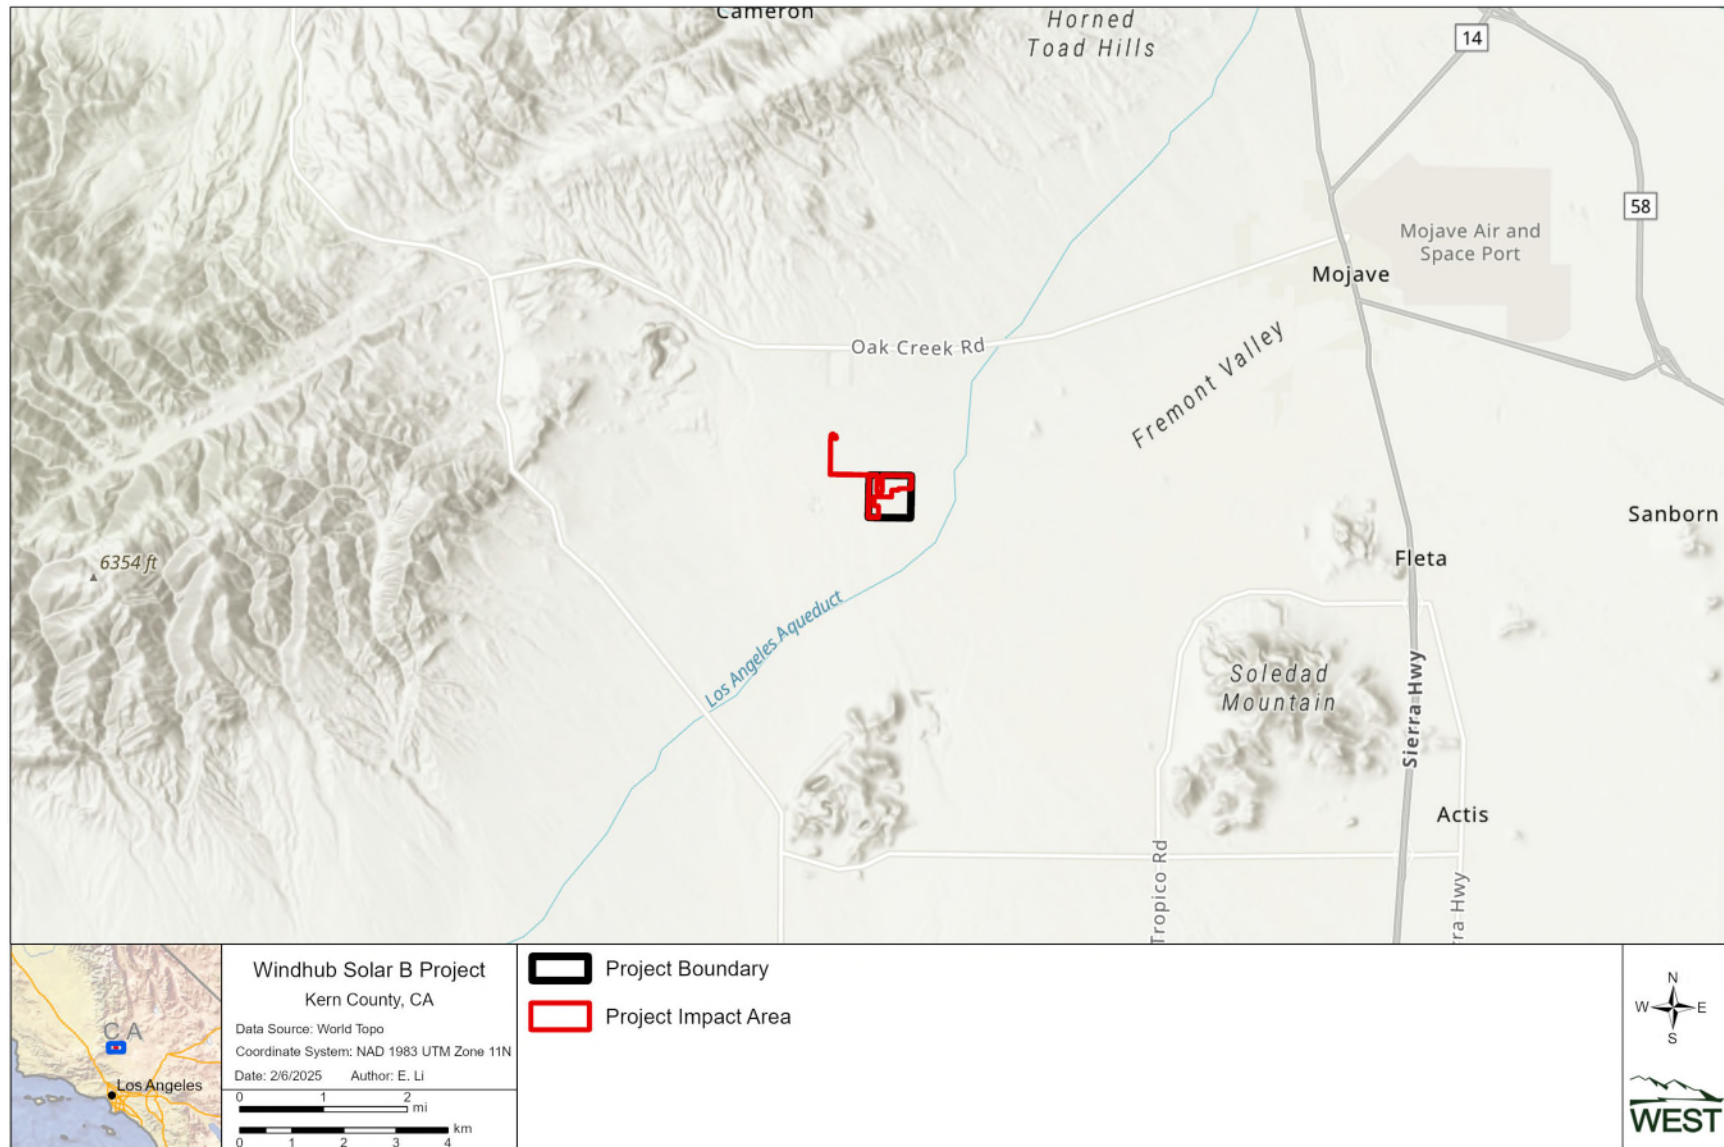 Cameron
Horned
Toad Hills
14
58
Mojave Air and
Space Port
Mojave
Oak Creek Rd
Fremont Valley
Sanborn
Fleta
6354 ft
Los Angeles Aqueduct
Soledad
Mountain
Sierra Hwy
Actis
Tropico Rd
rra Hwy
CA
Los Angeles
Windhub Solar B Project
Kern County, CA
Data Source: World Topo
Coordinate System: NAD 1983 UTM Zone 11N
Date: 2/6/2025 Author: E. Li
0 1 2
mi
km
0 1 2 3 4
Project Boundary
Project Impact Area
N
W E
S
WEST